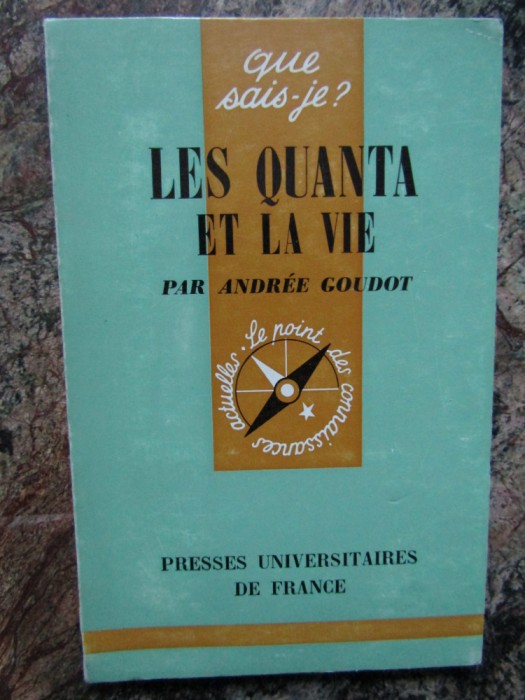 que
sais-je?
LES QUANTA
ET LA VIE
PAR ANDRÉE GOUDOT
Le point des connaissances actuelles.
PRESSES UNIVERSITAIRES
DE FRANCE